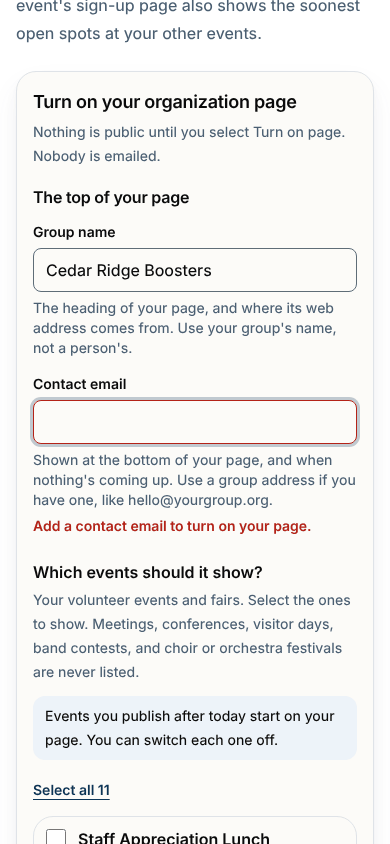 event's sign-up page also shows the soonest
open spots at your other events.
Turn on your organization page
Nothing is public until you select Turn on page.
Nobody is emailed.
The top of your page
Group name
Cedar Ridge Boosters
The heading of your page, and where its web
address comes from. Use your group's name,
not a person's.
Contact email
Shown at the bottom of your page, and when
nothing's coming up. Use a group address if you
have one, like hello@yourgroup.org.
Add a contact email to turn on your page.
Which events should it show?
Your volunteer events and fairs. Select the ones
to show. Meetings, conferences, visitor days,
band contests, and choir or orchestra festivals
are never listed.
Events you publish after today start on your
page. You can switch each one off.
Select all 11
Staff Appreciation Lunch